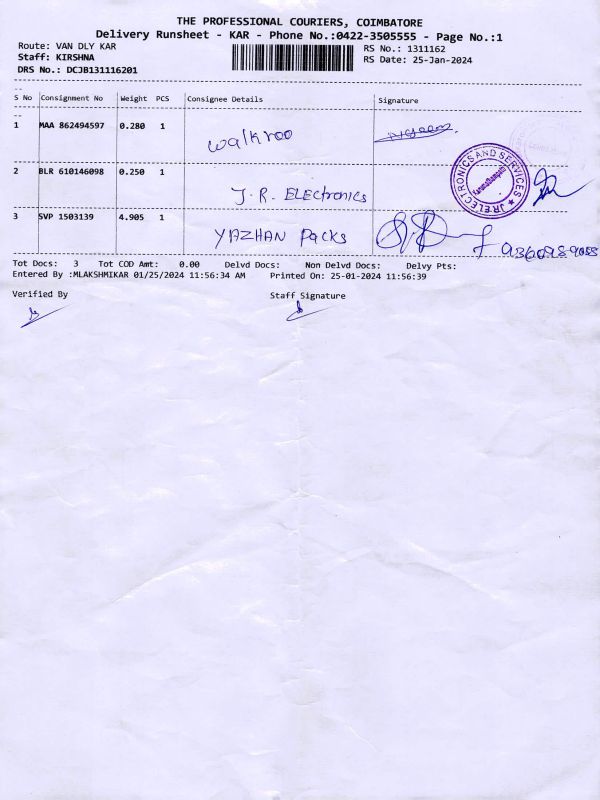 THE PROFESSIONAL COURIERS, COIMBATORE
Delivery Runsheet - KAR - Phone No.:0422-3505555 - Page No.:1
Route: VAN DLY KAR RS No.: 1311162
Staff: KIRSHNA RS Date: 25-Jan-2024
DRS No.: DCJB131116201
S No Consignment No Weight PCS Consignee Details Signature
1 MAA 862494597 0.280 1 Walkroo
2 BLR 610146098 0.250 1 J.R. Electronics
JR ELECTRONICS AND SERVICES
3 SVP 1503139 4.905 1 YAZHAN Packs
Tot Docs: 3 Tot COD Amt: 0.00 Delvd Docs: Non Delvd Docs: Delvy Pts:
Entered By :MLAKSHMIKAR 01/25/2024 11:56:34 AM Printed On: 25-01-2024 11:56:39
Verified By Staff Signature